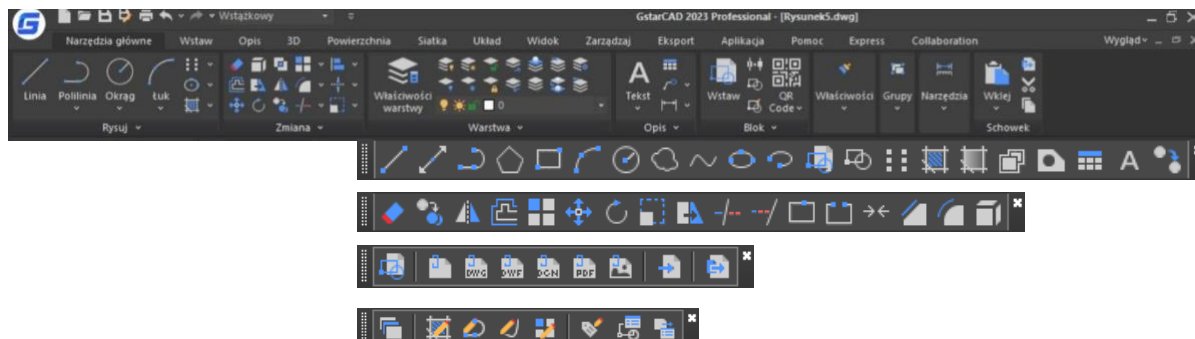 Wstążkowy GstarCAD 2023 Professional - [Rysunek5.dwg]
Narzędzia główne Wstaw Opis 3D Powierzchnia Siatka Układ Widok Zarządzaj Eksport Aplikacja Pomoc Express Collaboration Wygląd
Linia Polilinia Okrąg Łuk Właściwości warstwy 0 Tekst Wstaw QR Code Właściwości Grupy Narzędzia Wklej
Rysuj Zmiana Warstwa Opis Blok Schowek
A
DWG DWF DGN PDF